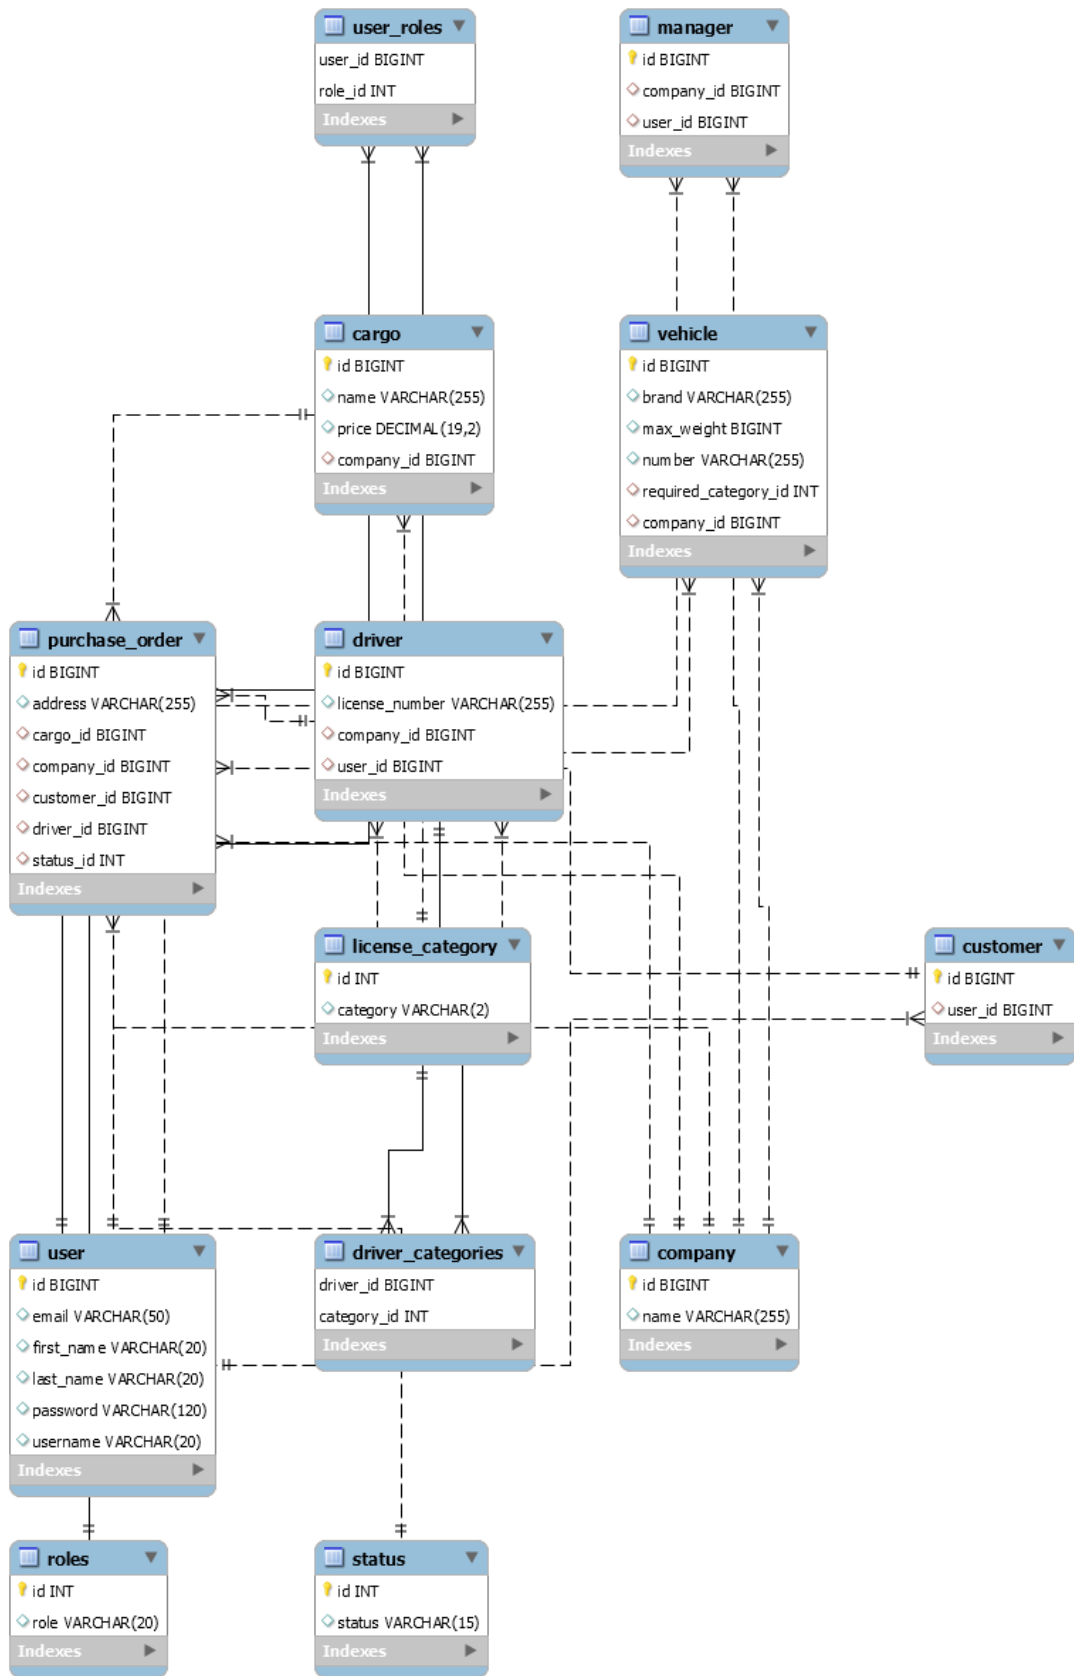 user_roles
user_id BIGINT
role_id INT
Indexes
manager
id BIGINT
company_id BIGINT
user_id BIGINT
Indexes
cargo
id BIGINT
name VARCHAR(255)
price DECIMAL(19,2)
company_id BIGINT
Indexes
vehicle
id BIGINT
brand VARCHAR(255)
max_weight BIGINT
number VARCHAR(255)
required_category_id INT
company_id BIGINT
Indexes
purchase_order
id BIGINT
address VARCHAR(255)
cargo_id BIGINT
company_id BIGINT
customer_id BIGINT
driver_id BIGINT
status_id INT
Indexes
driver
id BIGINT
license_number VARCHAR(255)
company_id BIGINT
user_id BIGINT
Indexes
license_category
id INT
category VARCHAR(2)
Indexes
customer
id BIGINT
user_id BIGINT
Indexes
user
id BIGINT
email VARCHAR(50)
first_name VARCHAR(20)
last_name VARCHAR(20)
password VARCHAR(120)
username VARCHAR(20)
Indexes
driver_categories
driver_id BIGINT
category_id INT
Indexes
company
id BIGINT
name VARCHAR(255)
Indexes
roles
id INT
role VARCHAR(20)
Indexes
status
id INT
status VARCHAR(15)
Indexes